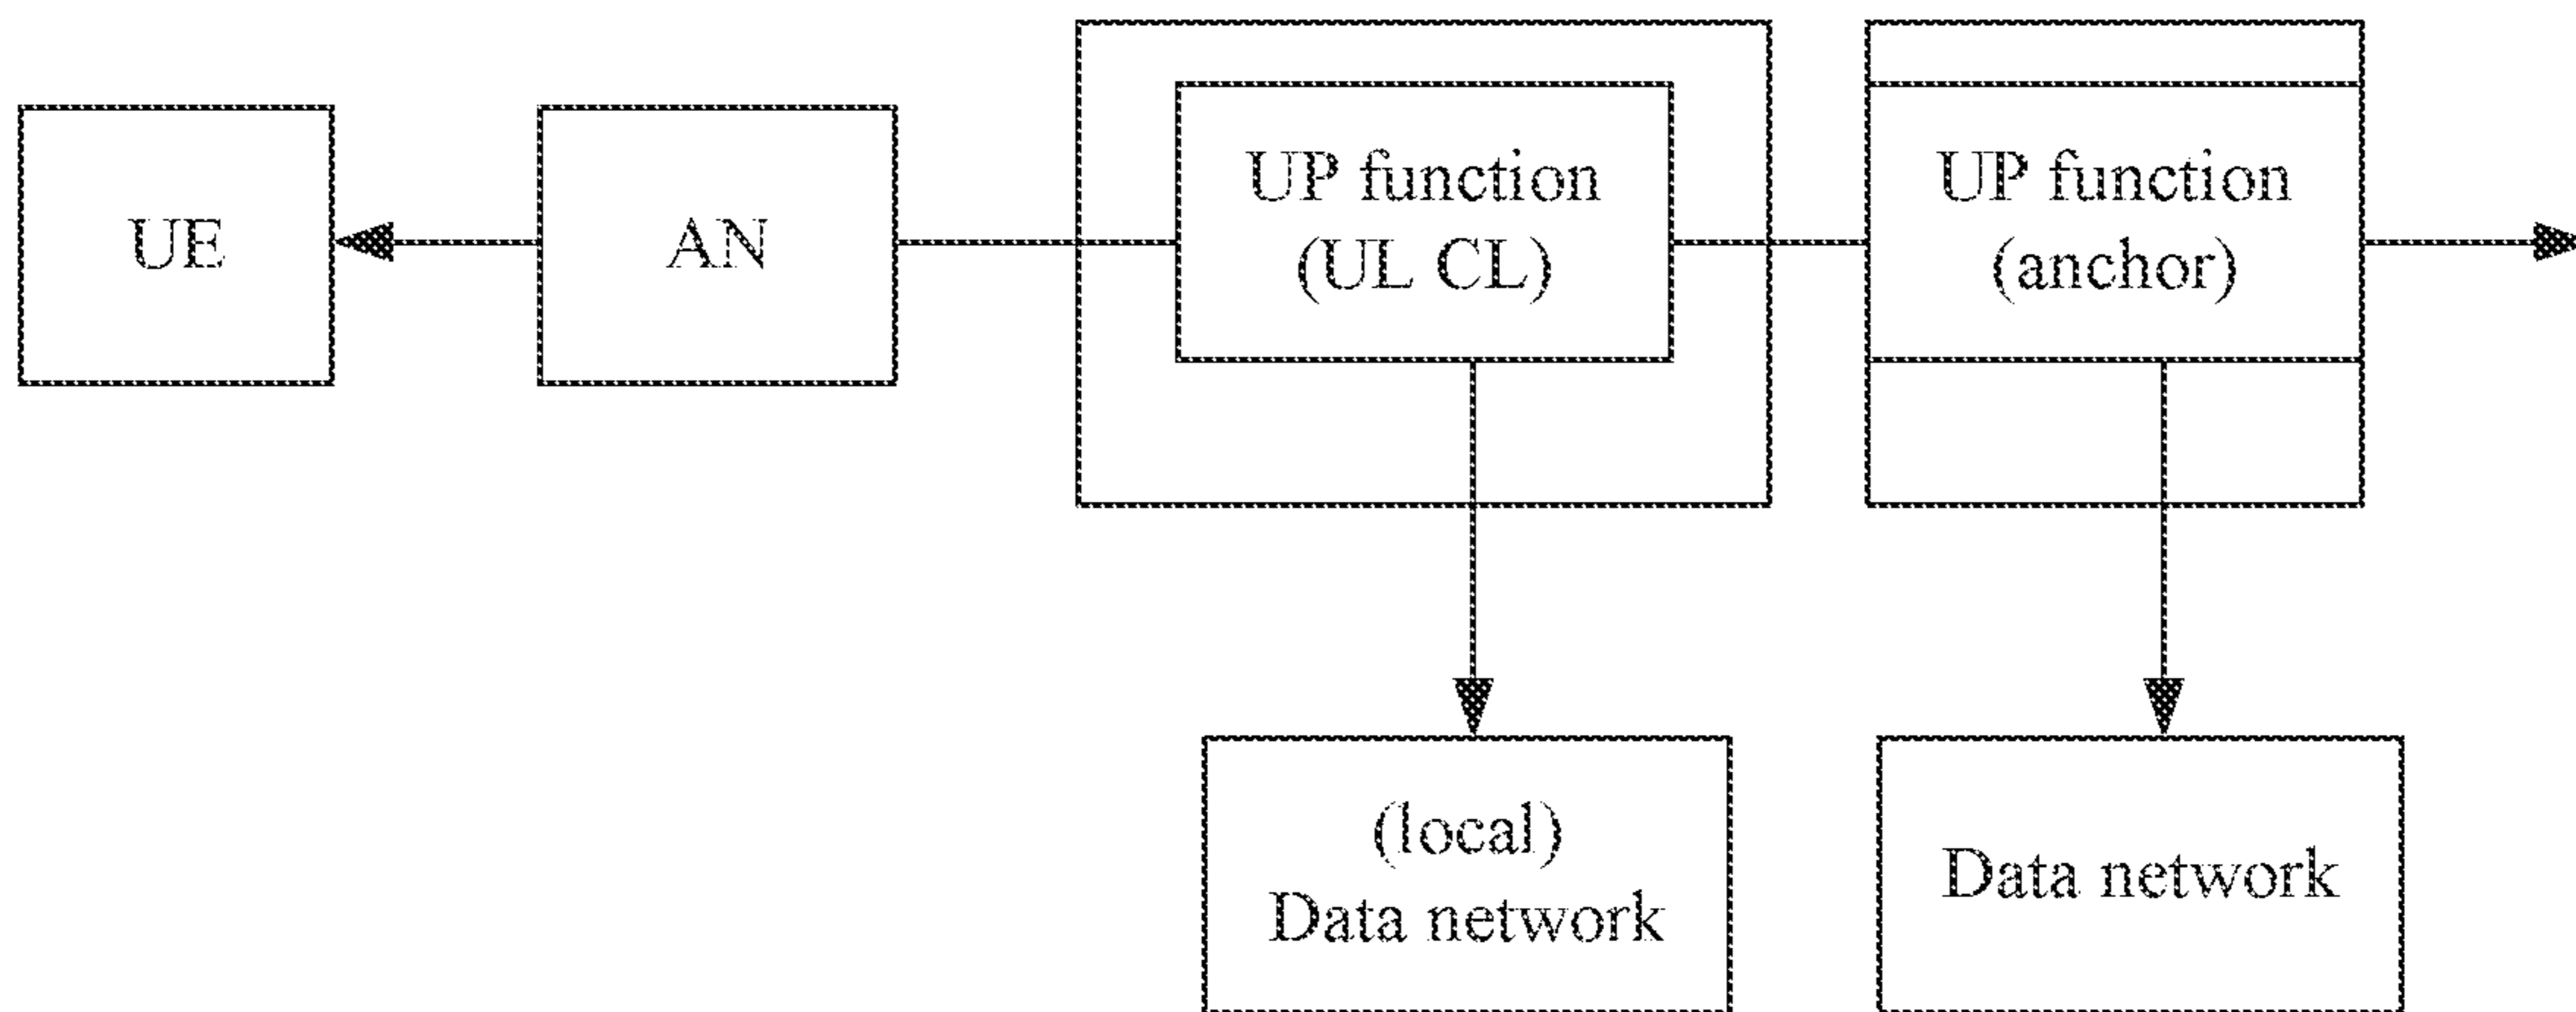 UE
AN
UP function
(UL CL)
UP function
(anchor)
(local)
Data network
Data network